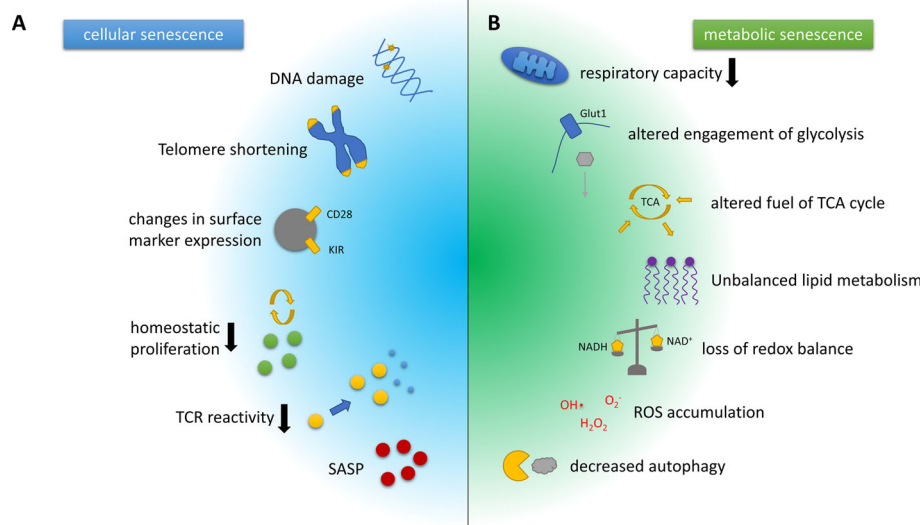 A
cellular senescence
DNA damage
Telomere shortening
changes in surface
marker expression
CD28
KIR
homeostatic
proliferation
TCR reactivity
SASP
B
metabolic senescence
respiratory capacity
Glut1
altered engagement of glycolysis
TCA
altered fuel of TCA cycle
Unbalanced lipid metabolism
NADH
NAD⁺
loss of redox balance
OH•
O₂⁻
H₂O₂
ROS accumulation
decreased autophagy